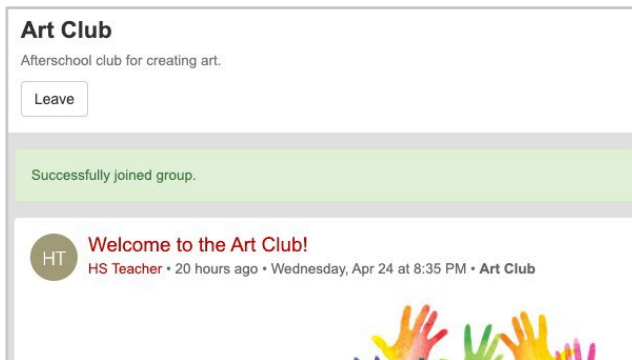 Art Club
Afterschool club for creating art.
Leave
Successfully joined group.
HT
Welcome to the Art Club!
HS Teacher • 20 hours ago • Wednesday, Apr 24 at 8:35 PM • Art Club